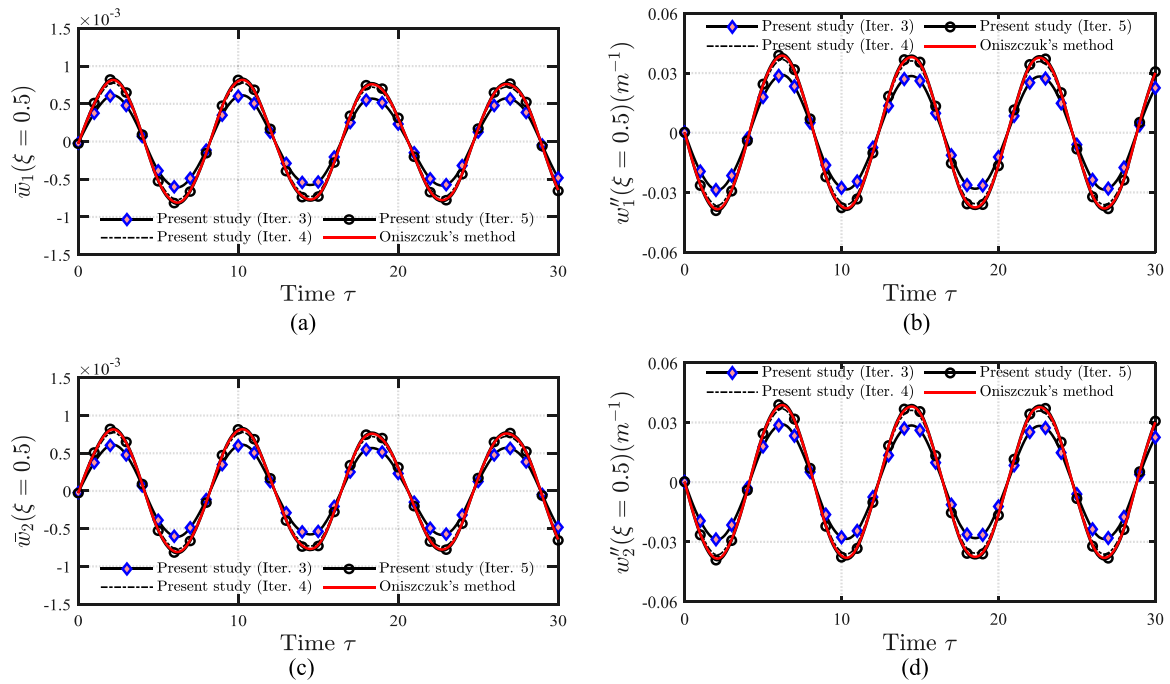 ×10⁻³
1.5
1
0.5
0
-0.5
-1
-1.5
w̄₁(ξ = 0.5)
Present study (Iter. 3) Present study (Iter. 5)
Present study (Iter. 4) Oniszczuk's method
0 10 20 30
Time τ
(a)
0.06
0.03
0
-0.03
-0.06
w₁″(ξ = 0.5)(m⁻¹)
Present study (Iter. 3) Present study (Iter. 5)
Present study (Iter. 4) Oniszczuk's method
0 10 20 30
Time τ
(b)
×10⁻³
1.5
1
0.5
0
-0.5
-1
-1.5
w̄₂(ξ = 0.5)
Present study (Iter. 3) Present study (Iter. 5)
Present study (Iter. 4) Oniszczuk's method
0 10 20 30
Time τ
(c)
0.06
0.03
0
-0.03
-0.06
w₂″(ξ = 0.5)(m⁻¹)
Present study (Iter. 3) Present study (Iter. 5)
Present study (Iter. 4) Oniszczuk's method
0 10 20 30
Time τ
(d)